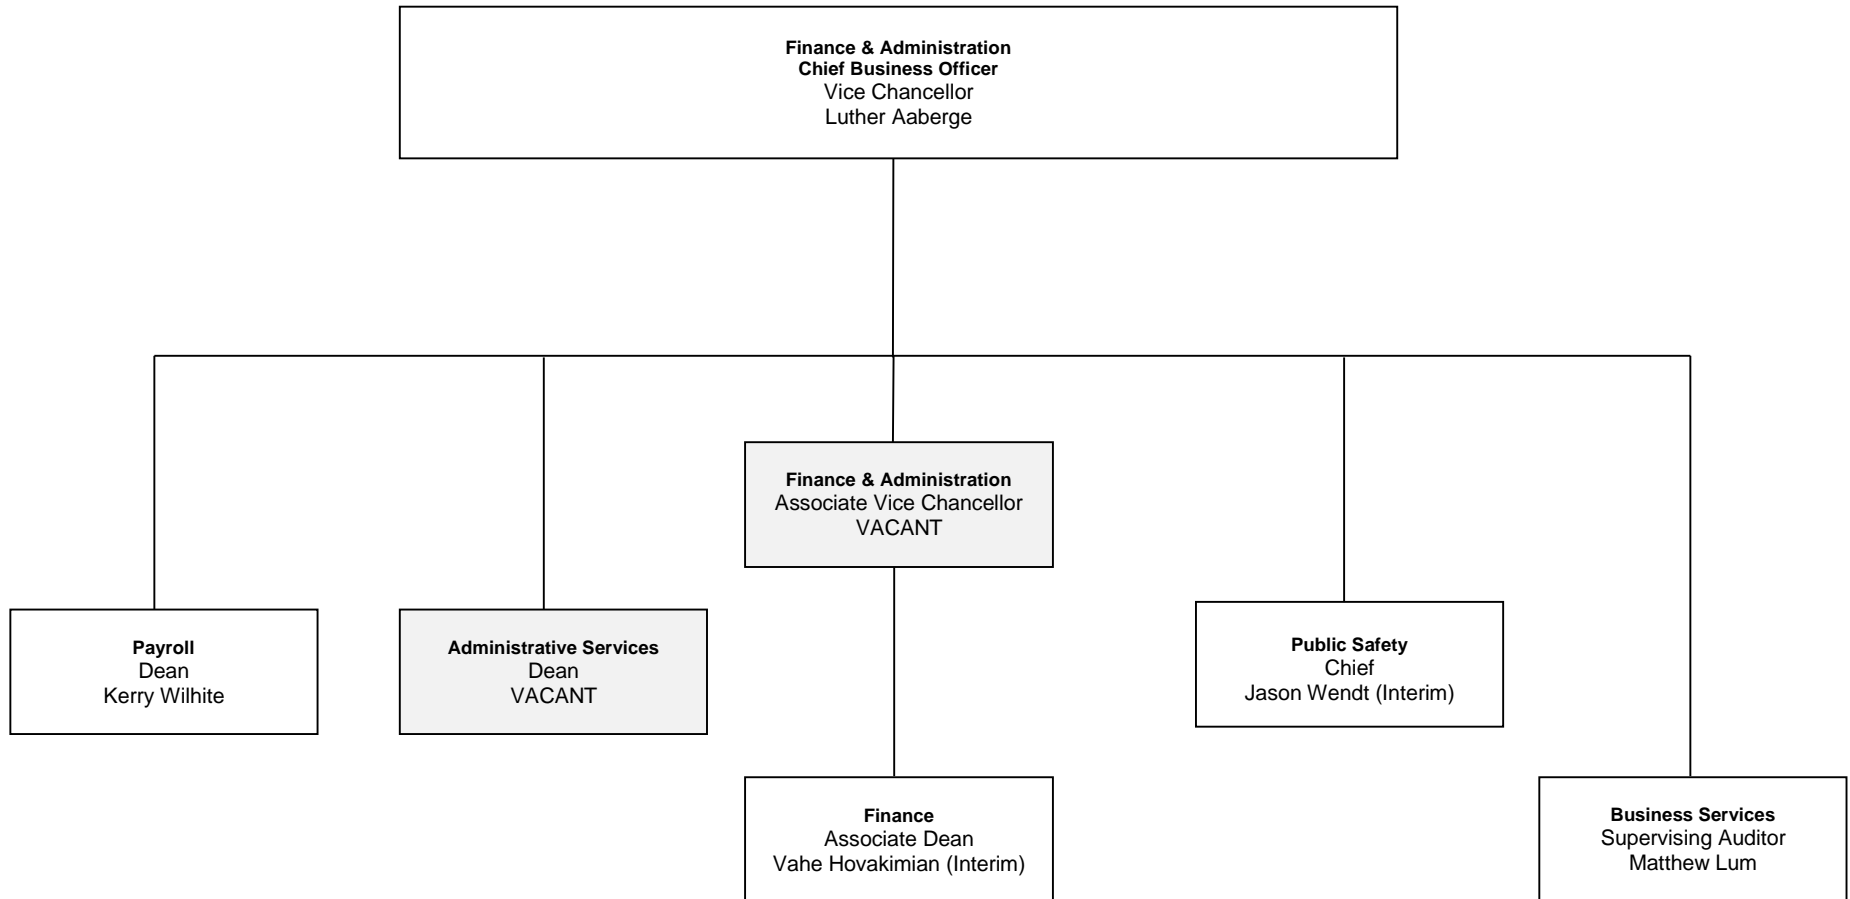 Finance & Administration
Chief Business Officer
Vice Chancellor
Luther Aaberge
Finance & Administration
Associate Vice Chancellor
VACANT
Payroll
Dean
Kerry Wilhite
Administrative Services
Dean
VACANT
Public Safety
Chief
Jason Wendt (Interim)
Finance
Associate Dean
Vahe Hovakimian (Interim)
Business Services
Supervising Auditor
Matthew Lum